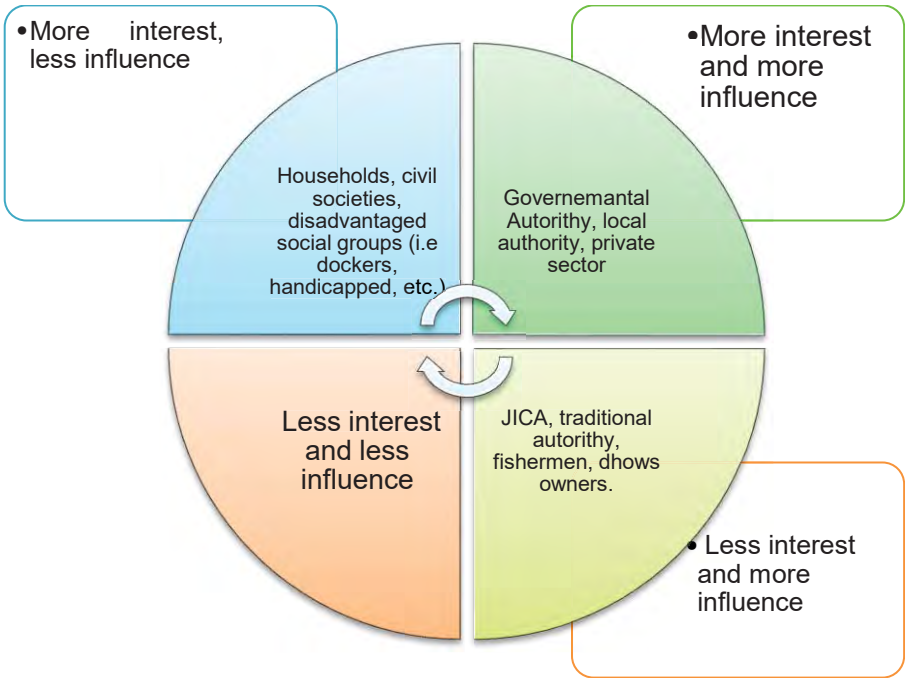 •More interest,
less influence
•More interest
and more
influence
Households, civil
societies,
disadvantaged
social groups (i.e
dockers,
handicapped, etc.)
Governemantal
Autorithy, local
authority, private
sector
Less interest
and less
influence
JICA, traditional
autorithy,
fishermen, dhows
owners.
• Less interest
and more
influence